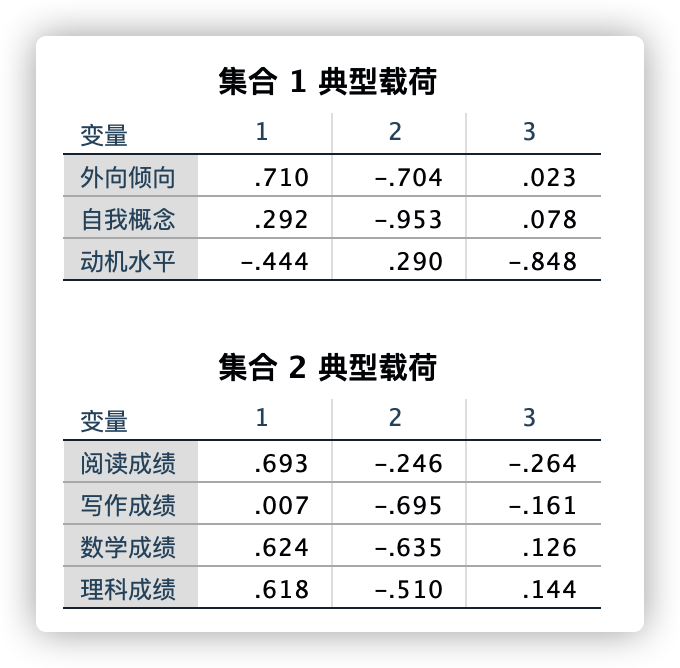 集合 1 典型载荷
变量 1 2 3
外向倾向 .710 -.704 .023
自我概念 .292 -.953 .078
动机水平 -.444 .290 -.848
集合 2 典型载荷
变量 1 2 3
阅读成绩 .693 -.246 -.264
写作成绩 .007 -.695 -.161
数学成绩 .624 -.635 .126
理科成绩 .618 -.510 .144